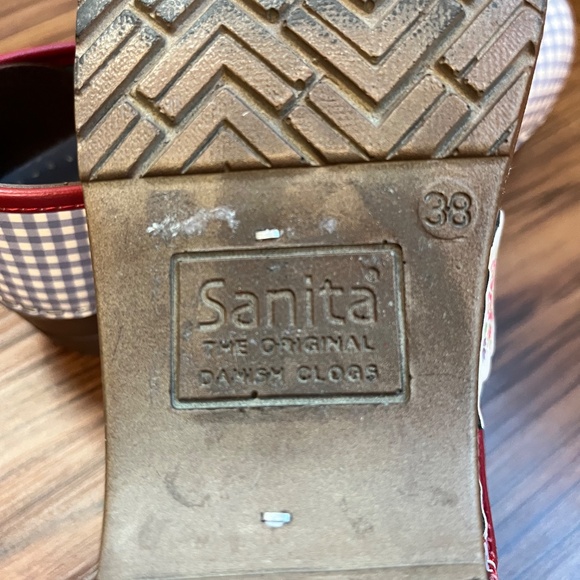 38
Sanita
THE ORIGINAL
DANISH CLOGS